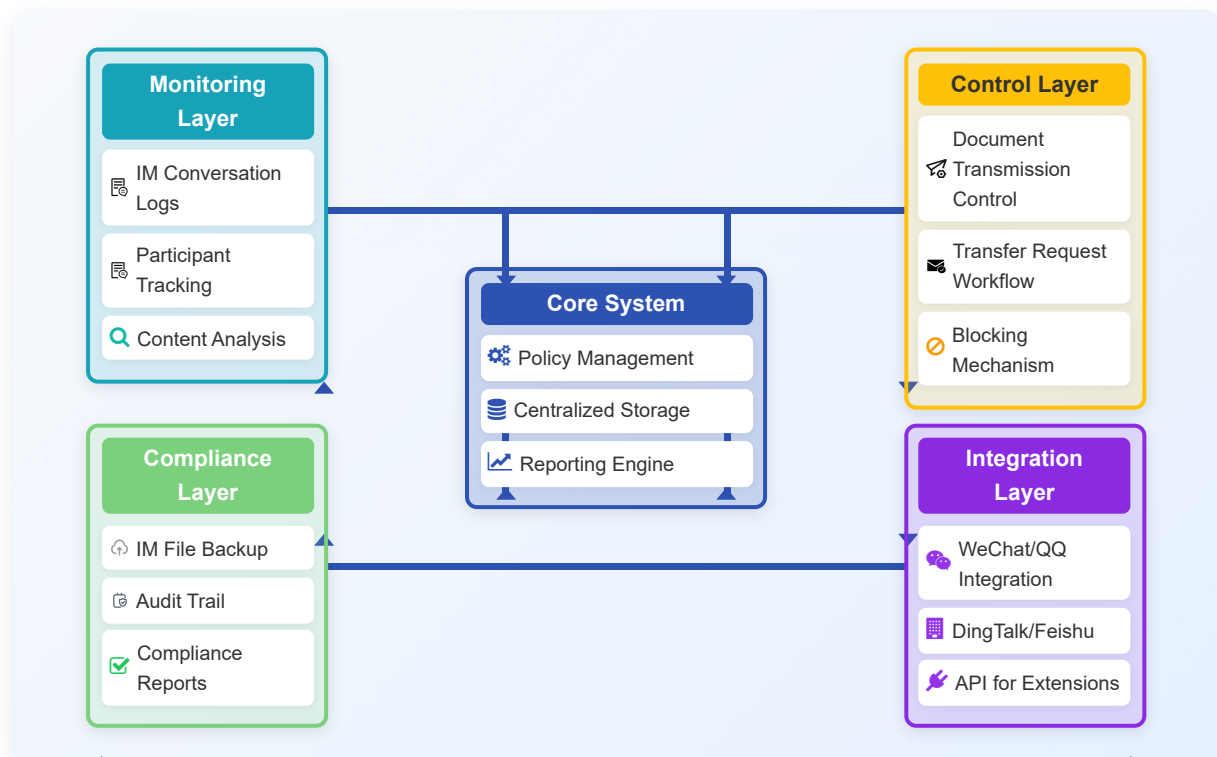 Monitoring
Layer
IM Conversation
Logs
Participant
Tracking
Content Analysis
Control Layer
Document
Transmission
Control
Transfer Request
Workflow
Blocking
Mechanism
Core System
Policy Management
Centralized Storage
Reporting Engine
Compliance
Layer
IM File Backup
Audit Trail
Compliance
Reports
Integration
Layer
WeChat/QQ
Integration
DingTalk/Feishu
API for Extensions